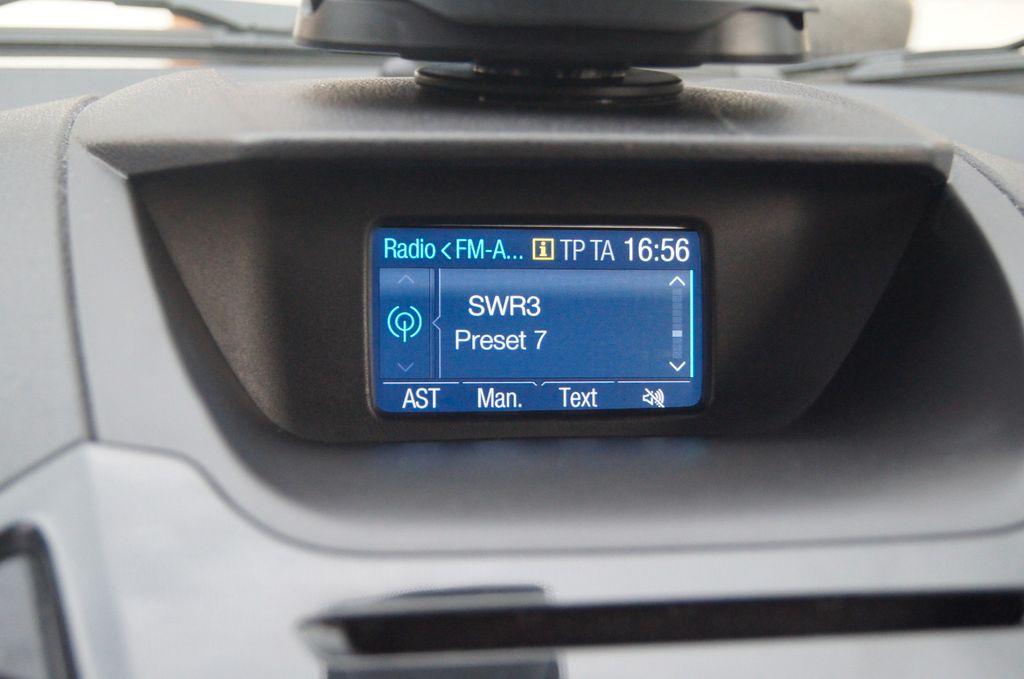 Radio < FM-A... i TP TA 16:56
SWR3
Preset 7
AST Man. Text